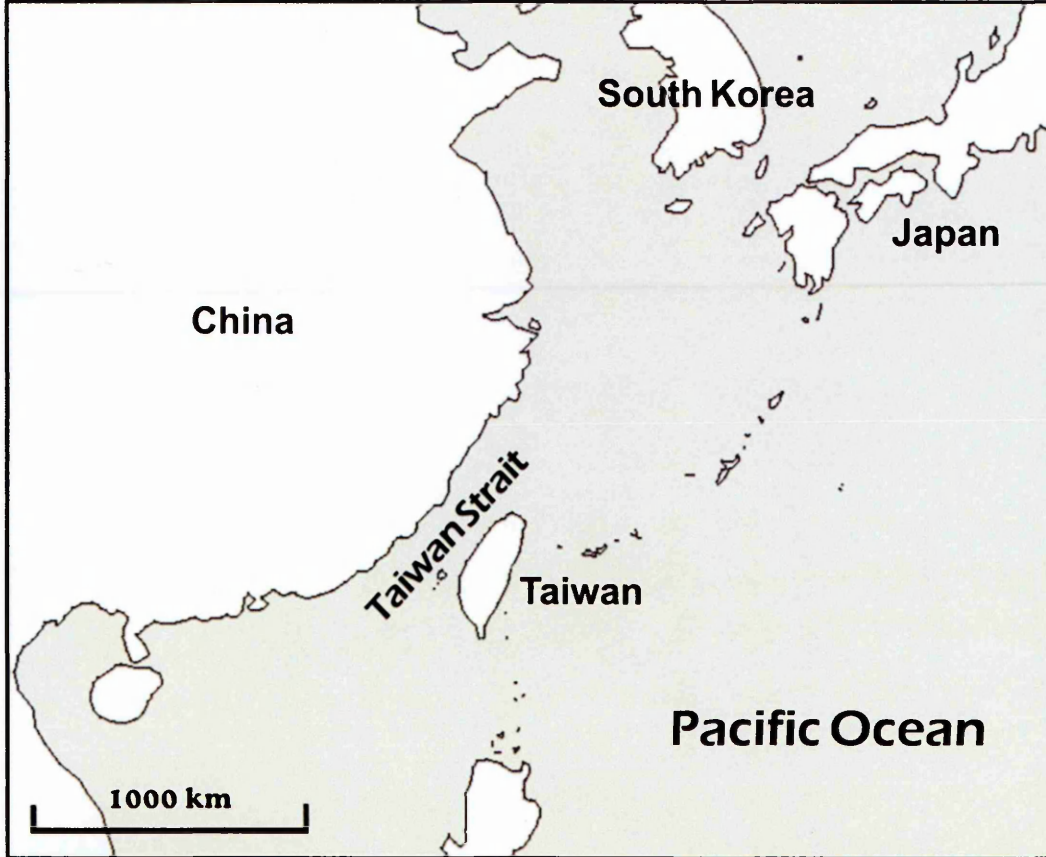 South Korea
Japan
China
Taiwan Strait
Taiwan
Pacific Ocean
1000 km